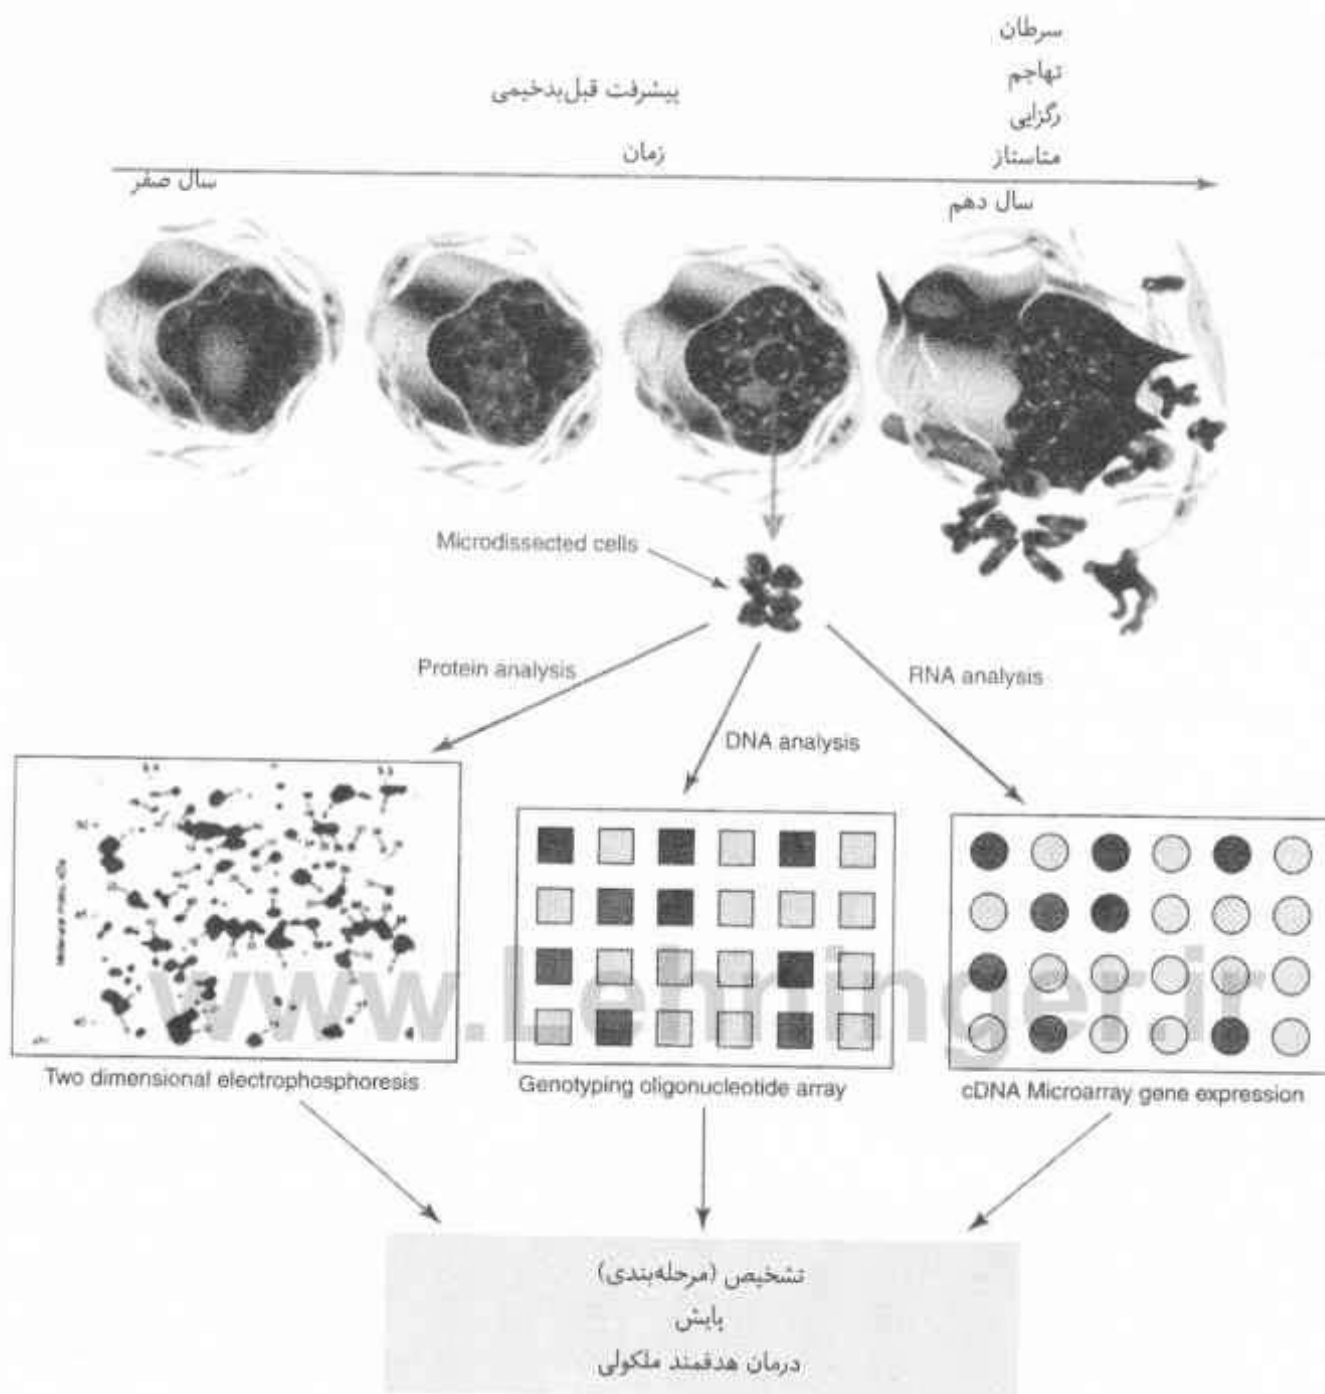 سرطان
تهاجم
رگزایی
متاستاز
پیشرفت قبل‌بدخیمی
زمان
سال صفر
سال دهم
Microdissected cells
Protein analysis
DNA analysis
RNA analysis
www.Lehninger.ir
Two dimensional electrophosphoresis
Genotyping oligonucleotide array
cDNA Microarray gene expression
تشخیص (مرحله‌بندی)
پایش
درمان هدفمند ملکولی